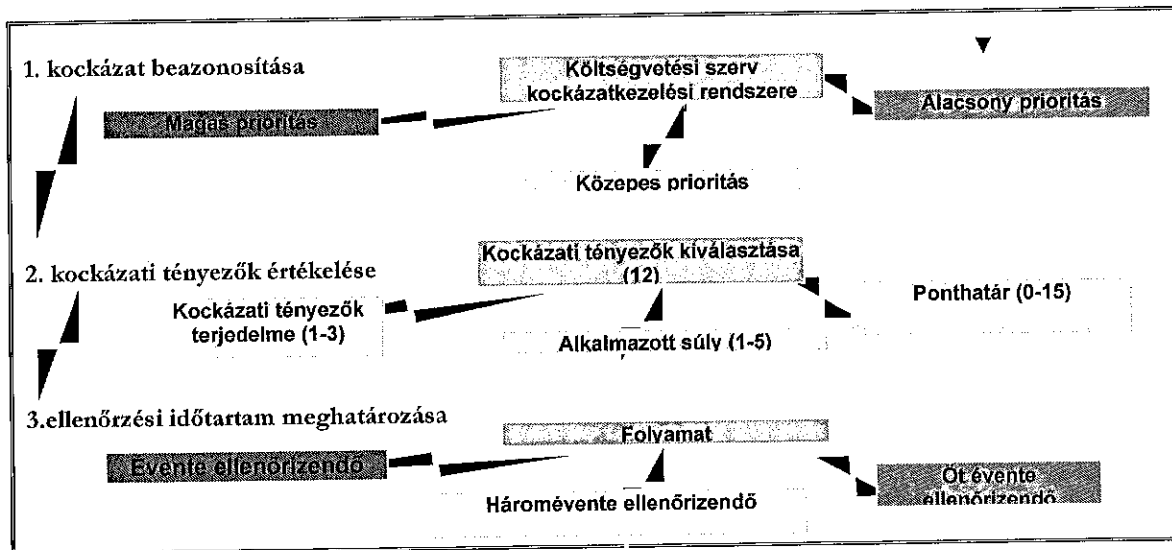 1. kockázat beazonosítása
Költségvetési szerv
kockázatkezelési rendszere
Magas prioritás
Alacsony prioritás
Közepes prioritás
2. kockázati tényezők értékelése
Kockázati tényezők kiválasztása
(12)
Kockázati tényezők
terjedelme (1-3)
Ponthatár (0-15)
Alkalmazott súly (1-5)
3.ellenőrzési időtartam meghatározása
Folyamat
Évente ellenőrizendő
Háromévente ellenőrizendő
Öt évente
ellenőrizendő